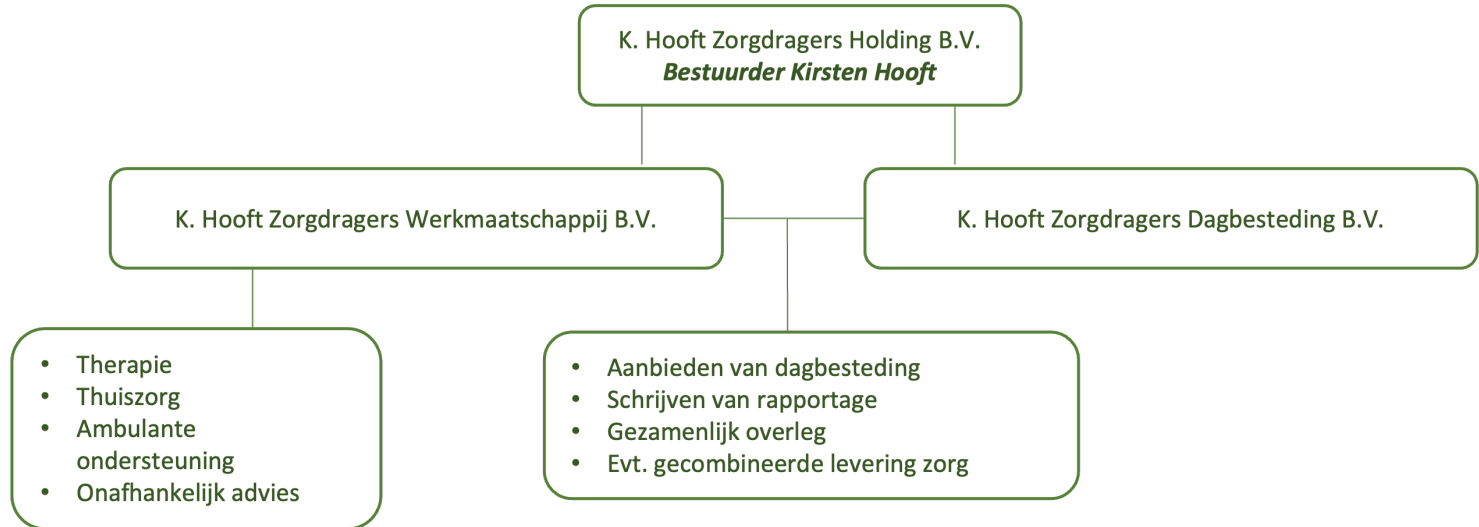 K. Hooft Zorgdragers Holding B.V.
Bestuurder Kirsten Hooft
K. Hooft Zorgdragers Werkmaatschappij B.V.
K. Hooft Zorgdragers Dagbesteding B.V.
• Therapie
• Thuiszorg
• Ambulante
ondersteuning
• Onafhankelijk advies
• Aanbieden van dagbesteding
• Schrijven van rapportage
• Gezamenlijk overleg
• Evt. gecombineerde levering zorg